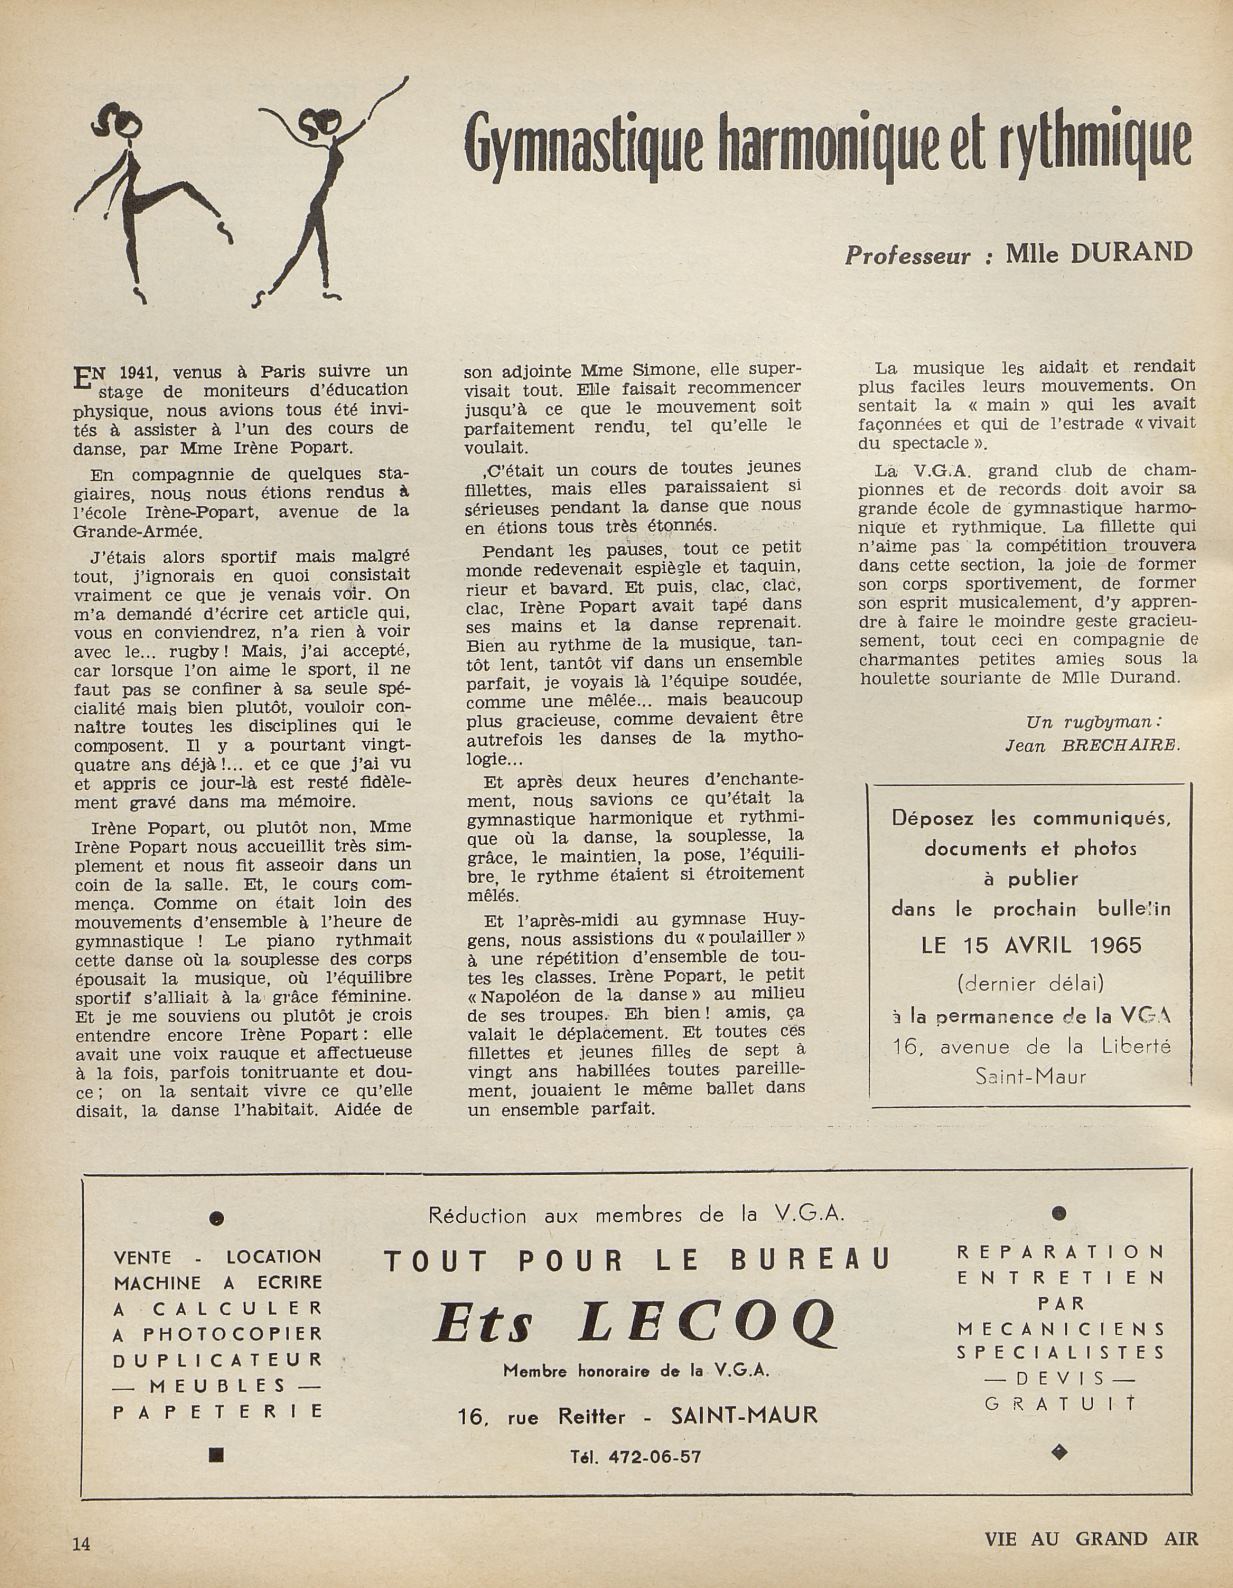 Gymnastique harmonique et rythmique
Professeur : Mlle DURAND
EN 1941, venus à Paris suivre un
stage de moniteurs d'éducation
physique, nous avions tous été invi-
tés à assister à l'un des cours de
danse, par Mme Irène Popart.
En compagnnie de quelques sta-
giaires, nous nous étions rendus à
l'école Irène-Popart, avenue de la
Grande-Armée.
J'étais alors sportif mais malgré
tout, j'ignorais en quoi consistait
vraiment ce que je venais voir. On
m'a demandé d'écrire cet article qui,
vous en conviendrez, n'a rien à voir
avec le... rugby ! Mais, j'ai accepté,
car lorsque l'on aime le sport, il ne
faut pas se confiner à sa seule spé-
cialité mais bien plutôt, vouloir con-
naître toutes les disciplines qui le
composent. Il y a pourtant vingt-
quatre ans déjà !... et ce que j'ai vu
et appris ce jour-là est resté fidèle-
ment gravé dans ma mémoire.
Irène Popart, ou plutôt non, Mme
Irène Popart nous accueillit très sim-
plement et nous fit asseoir dans un
coin de la salle. Et, le cours com-
mença. Comme on était loin des
mouvements d'ensemble à l'heure de
gymnastique ! Le piano rythmait
cette danse où la souplesse des corps
épousait la musique, où l'équilibre
sportif s'alliait à la grâce féminine.
Et je me souviens ou plutôt je crois
entendre encore Irène Popart : elle
avait une voix rauque et affectueuse
à la fois, parfois tonitruante et dou-
ce ; on la sentait vivre ce qu'elle
disait, la danse l'habitait. Aidée de
son adjointe Mme Simone, elle super-
visait tout. Elle faisait recommencer
jusqu'à ce que le mouvement soit
parfaitement rendu, tel qu'elle le
voulait.
C'était un cours de toutes jeunes
fillettes, mais elles paraissaient si
sérieuses pendant la danse que nous
en étions tous très étonnés.
Pendant les pauses, tout ce petit
monde redevenait espiègle et taquin,
rieur et bavard. Et puis, clac, clac,
clac, Irène Popart avait tapé dans
ses mains et la danse reprenait.
Bien au rythme de la musique, tan-
tôt lent, tantôt vif dans un ensemble
parfait, je voyais là l'équipe soudée,
comme une mêlée... mais beaucoup
plus gracieuse, comme devaient être
autrefois les danses de la mytho-
logie...
Et après deux heures d'enchante-
ment, nous savions ce qu'était la
gymnastique harmonique et rythmi-
que où la danse, la souplesse, la
grâce, le maintien, la pose, l'équili-
bre, le rythme étaient si étroitement
mêlés.
Et l'après-midi au gymnase Huy-
gens, nous assistions du « poulailler »
à une répétition d'ensemble de tou-
tes les classes. Irène Popart, le petit
« Napoléon de la danse » au milieu
de ses troupes. Eh bien ! amis, ça
valait le déplacement. Et toutes ces
fillettes et jeunes filles de sept à
vingt ans habillées toutes pareille-
ment, jouaient le même ballet dans
un ensemble parfait.
La musique les aidait et rendait
plus faciles leurs mouvements. On
sentait la « main » qui les avait
façonnées et qui de l'estrade « vivait
du spectacle ».
La V.G.A. grand club de cham-
pionnes et de records doit avoir sa
grande école de gymnastique harmo-
nique et rythmique. La fillette qui
n'aime pas la compétition trouvera
dans cette section, la joie de former
son corps sportivement, de former
son esprit musicalement, d'y appren-
dre à faire le moindre geste gracieu-
sement, tout ceci en compagnie de
charmantes petites amies sous la
houlette souriante de Mlle Durand.
Un rugbyman :
Jean BRECHAIRE.
Déposez les communiqués,
documents et photos
à publier
dans le prochain bulletin
LE 15 AVRIL 1965
(dernier délai)
à la permanence de la VGA
16, avenue de la Liberté
Saint-Maur
VENTE - LOCATION
MACHINE A ECRIRE
A CALCULER
A PHOTOCOPIER
DUPLICATEUR
— MEUBLES —
PAPETERIE
Réduction aux membres de la V.G.A.
TOUT POUR LE BUREAU
Ets LECOQ
Membre honoraire de la V.G.A.
16, rue Reitter - SAINT-MAUR
Tél. 472-06-57
REPARATION
ENTRETIEN
PAR
MECANICIENS
SPECIALISTES
— DEVIS —
GRATUIT
14
VIE AU GRAND AIR